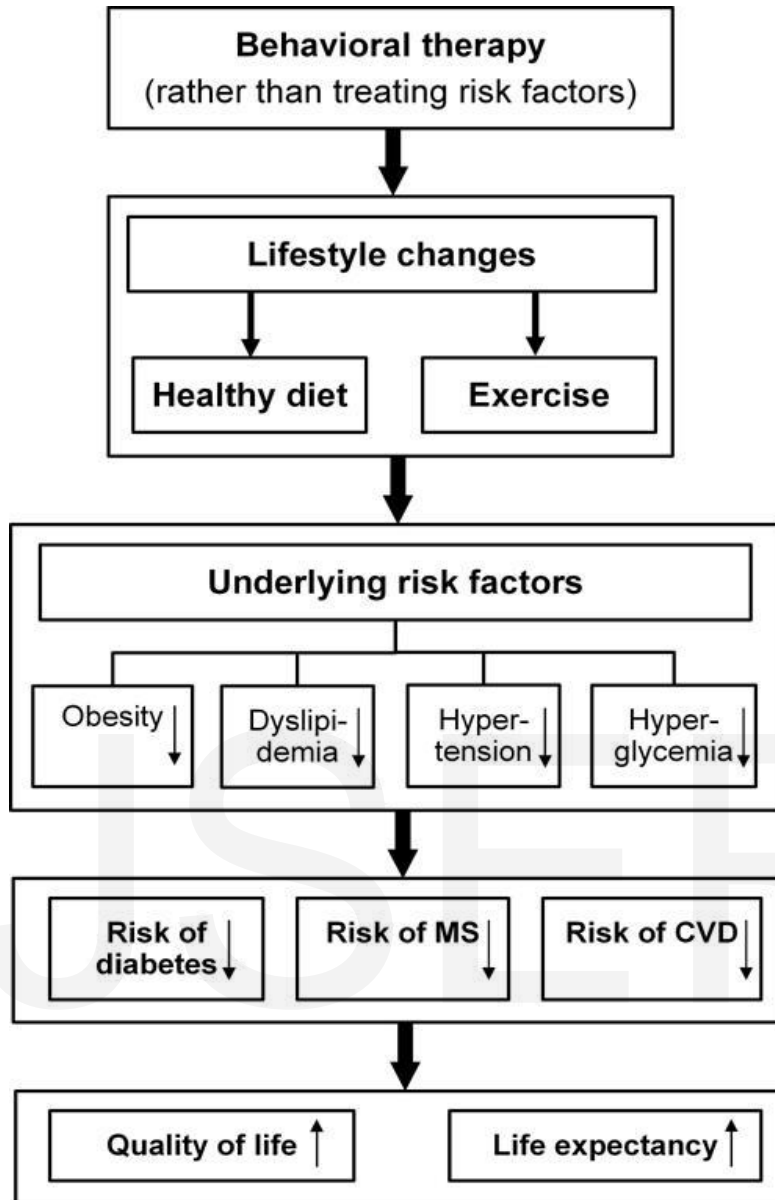 Behavioral therapy
(rather than treating risk factors)
Lifestyle changes
Healthy diet
Exercise
Underlying risk factors
Obesity
Dyslipi-
demia
Hyper-
tension
Hyper-
glycemia
Risk of
diabetes
Risk of MS
Risk of CVD
Quality of life
Life expectancy